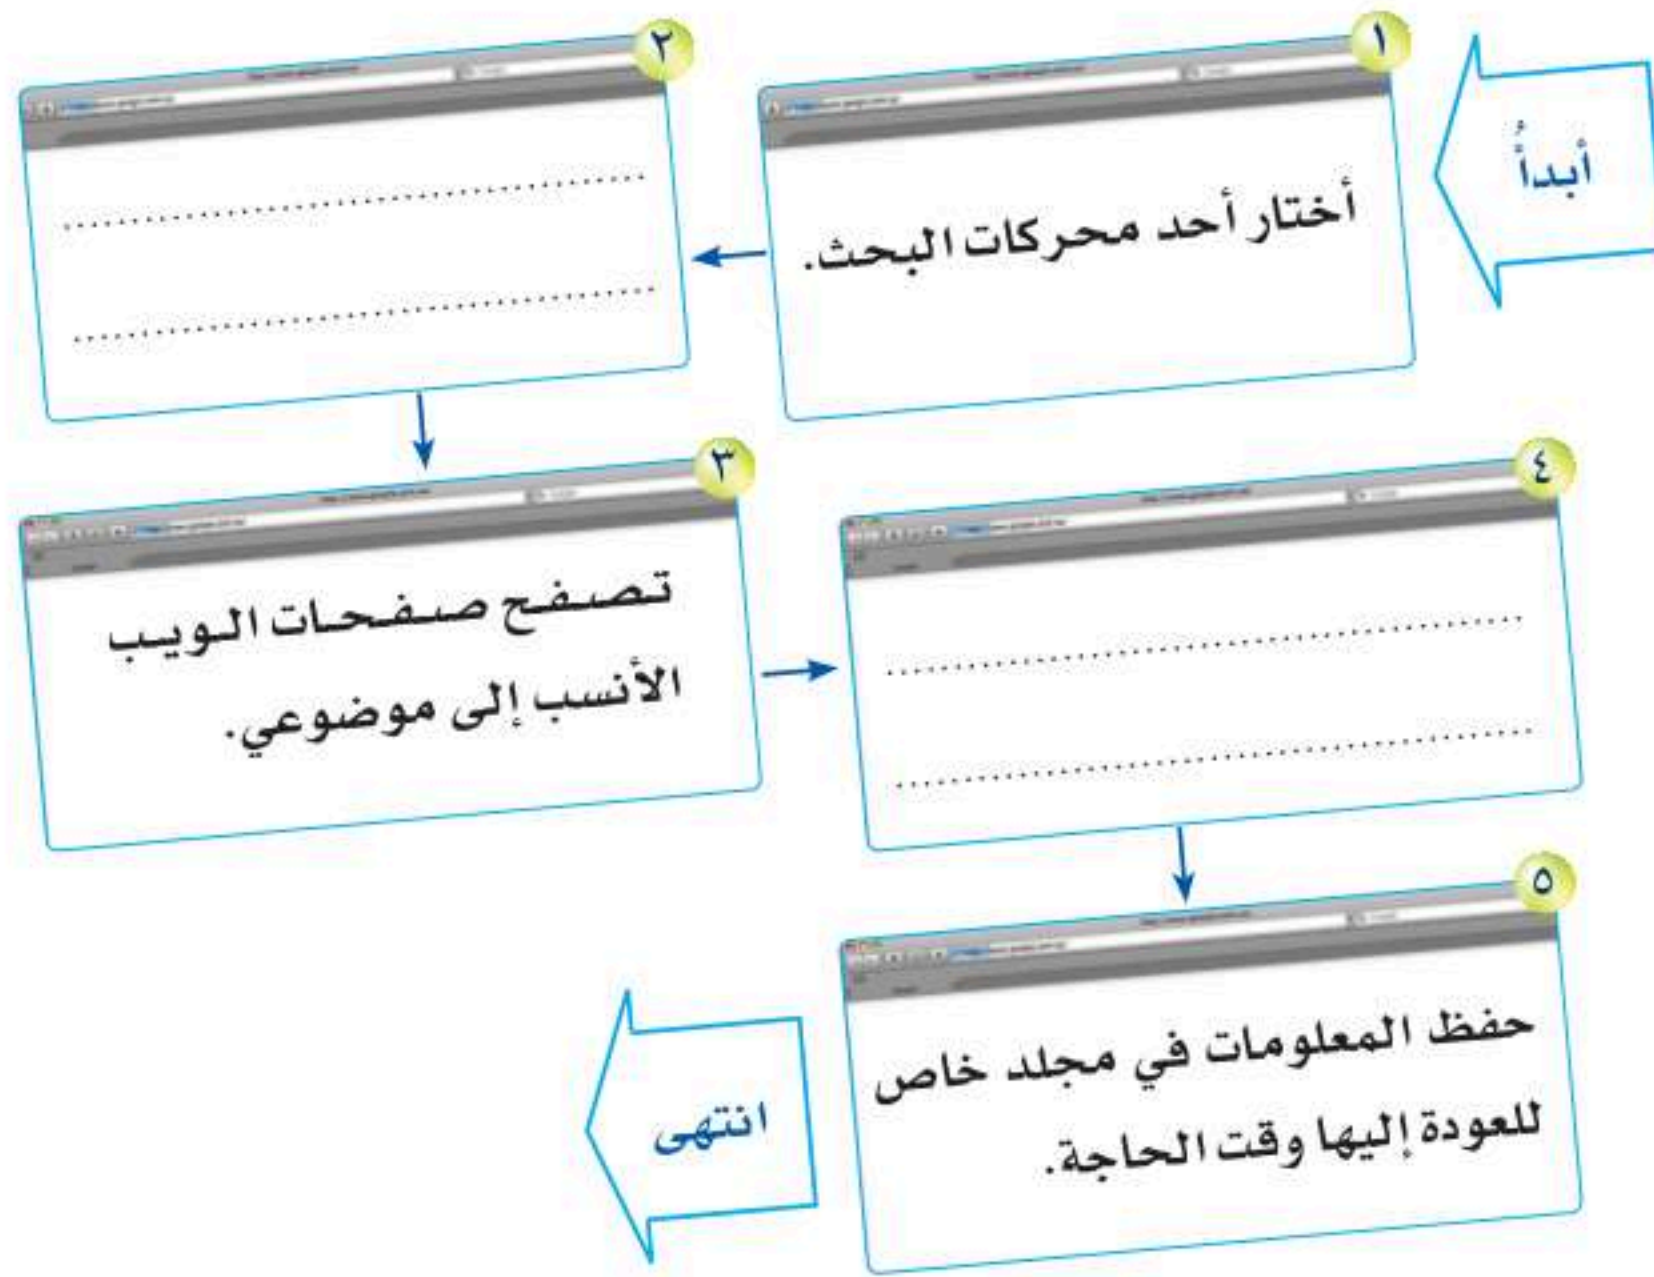 أبدأُ
١
أختار أحد محركات البحث.
٢
................................................
................................................
٣
تصفح صفحات الويب
الأنسب إلى موضوعي.
٤
................................................
................................................
٥
حفظ المعلومات في مجلد خاص
للعودة إليها وقت الحاجة.
انتهى